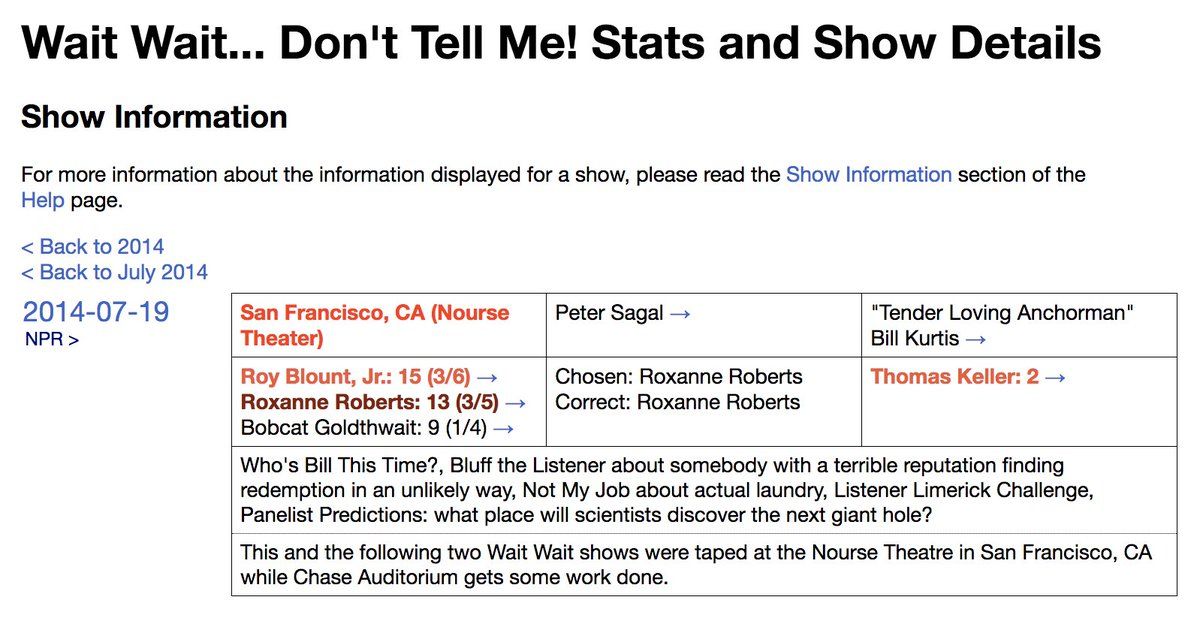 Wait Wait... Don't Tell Me! Stats and Show Details
Show Information
For more information about the information displayed for a show, please read the Show Information section of the
Help page.
< Back to 2014
< Back to July 2014
2014-07-19
NPR >
San Francisco, CA (Nourse
Theater)
Peter Sagal →
"Tender Loving Anchorman"
Bill Kurtis →
Roy Blount, Jr.: 15 (3/6) →
Roxanne Roberts: 13 (3/5) →
Bobcat Goldthwait: 9 (1/4) →
Chosen: Roxanne Roberts
Correct: Roxanne Roberts
Thomas Keller: 2 →
Who's Bill This Time?, Bluff the Listener about somebody with a terrible reputation finding
redemption in an unlikely way, Not My Job about actual laundry, Listener Limerick Challenge,
Panelist Predictions: what place will scientists discover the next giant hole?
This and the following two Wait Wait shows were taped at the Nourse Theatre in San Francisco, CA
while Chase Auditorium gets some work done.